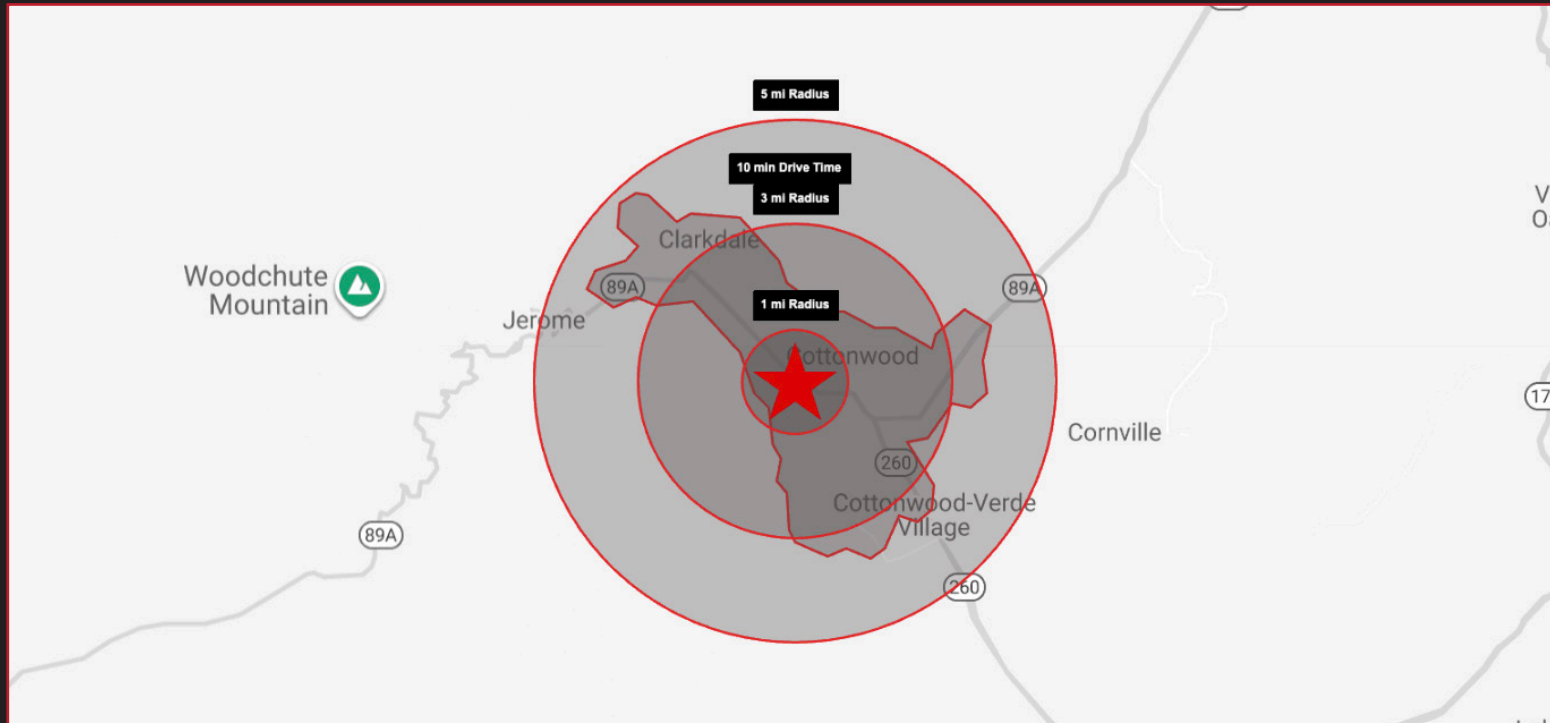 5 mi Radius
10 min Drive Time
3 mi Radius
Clarkdale
Woodchute
Mountain
89A
89A
1 mi Radius
Jerome
Cottonwood
17
Cornville
260
Cottonwood-Verde
Village
89A
260